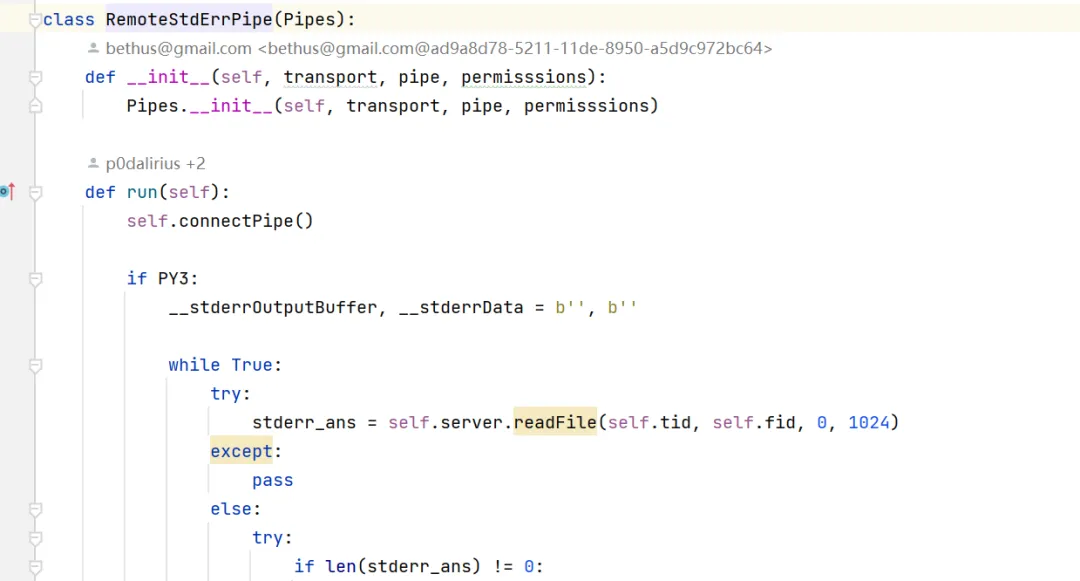 class RemoteStdErrPipe(Pipes):
bethus@gmail.com <bethus@gmail.com@ad9a8d78-5211-11de-8950-a5d9c972bc64>
def __init__(self, transport, pipe, permisssions):
Pipes.__init__(self, transport, pipe, permisssions)
p0dalirius +2
def run(self):
self.connectPipe()
if PY3:
__stderrOutputBuffer, __stderrData = b'', b''
while True:
try:
stderr_ans = self.server.readFile(self.tid, self.fid, 0, 1024)
except:
pass
else:
try:
if len(stderr_ans) != 0: